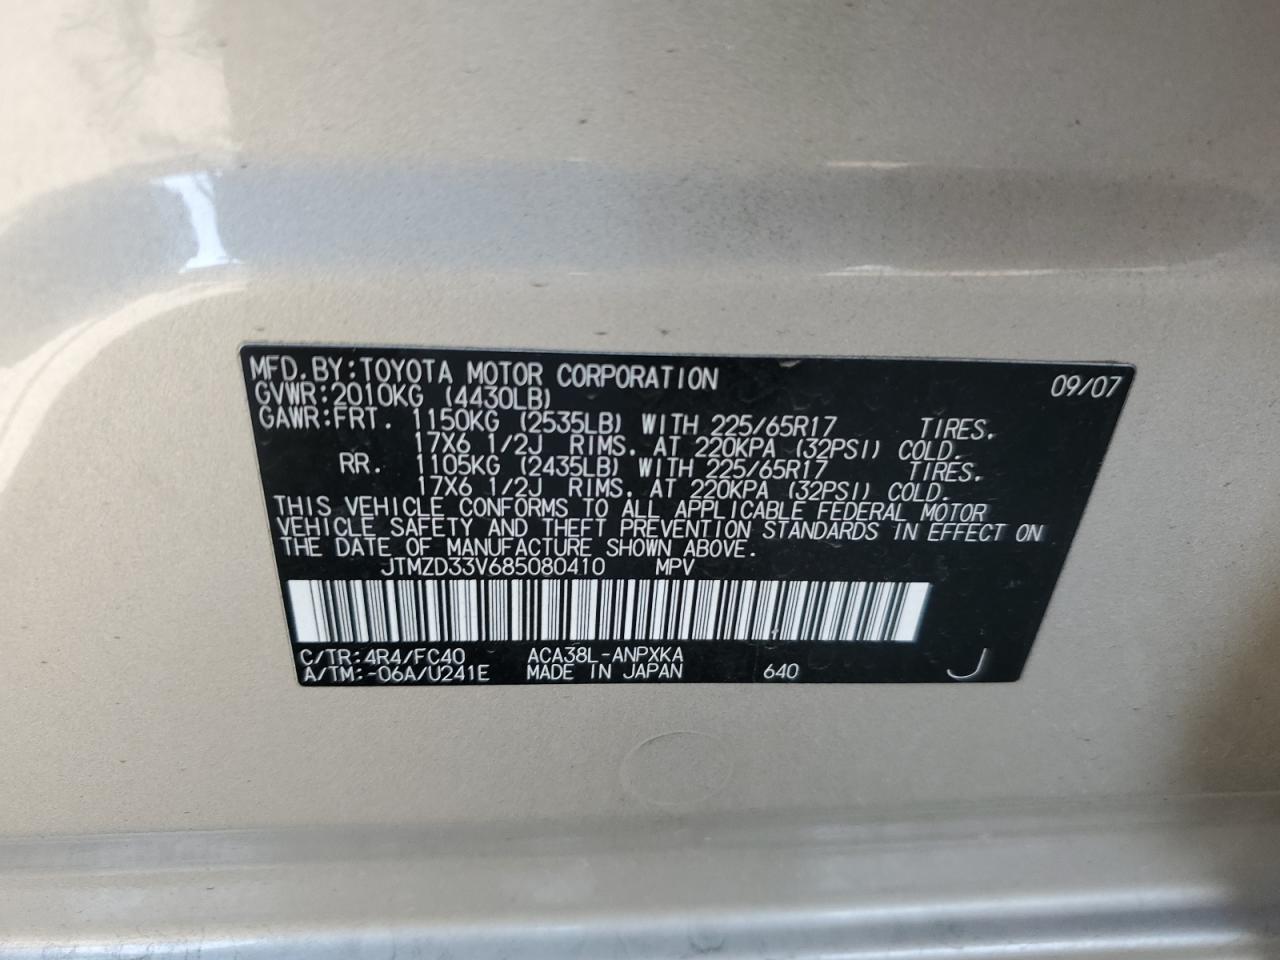 MFD.BY:TOYOTA MOTOR CORPORATION 09/07
GVWR:2010KG (4430LB)
GAWR:FRT. 1150KG (2535LB) WITH 225/65R17 TIRES.
17X6 1/2J RIMS. AT 220KPA (32PSI) COLD.
RR. 1105KG (2435LB) WITH 225/65R17 TIRES.
17X6 1/2J RIMS. AT 220KPA (32PSI) COLD.
THIS VEHICLE CONFORMS TO ALL APPLICABLE FEDERAL MOTOR
VEHICLE SAFETY AND THEFT PREVENTION STANDARDS IN EFFECT ON
THE DATE OF MANUFACTURE SHOWN ABOVE.
JTMZD33V685080410 MPV
C/TR:4R4/FC40 ACA38L-ANPXKA
A/TM:-06A/U241E MADE IN JAPAN 640 J